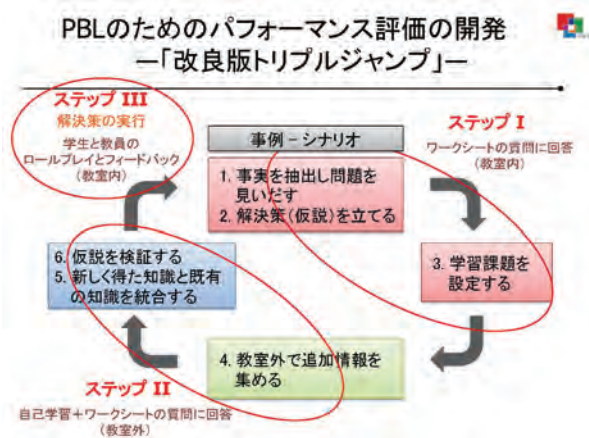 PBLのためのパフォーマンス評価の開発
―「改良版トリプルジャンプ」―
ステップ III
解決策の実行
学生と教員の
ロールプレイとフィードバック
(教室内)
事例 – シナリオ
1. 事実を抽出し問題を
見いだす
2. 解決策(仮説)を立てる
ステップ I
ワークシートの質問に回答
(教室内)
3. 学習課題を
設定する
4. 教室外で追加情報を
集める
6. 仮説を検証する
5. 新しく得た知識と既有
の知識を統合する
ステップ II
自己学習+ワークシートの質問に回答
(教室外)